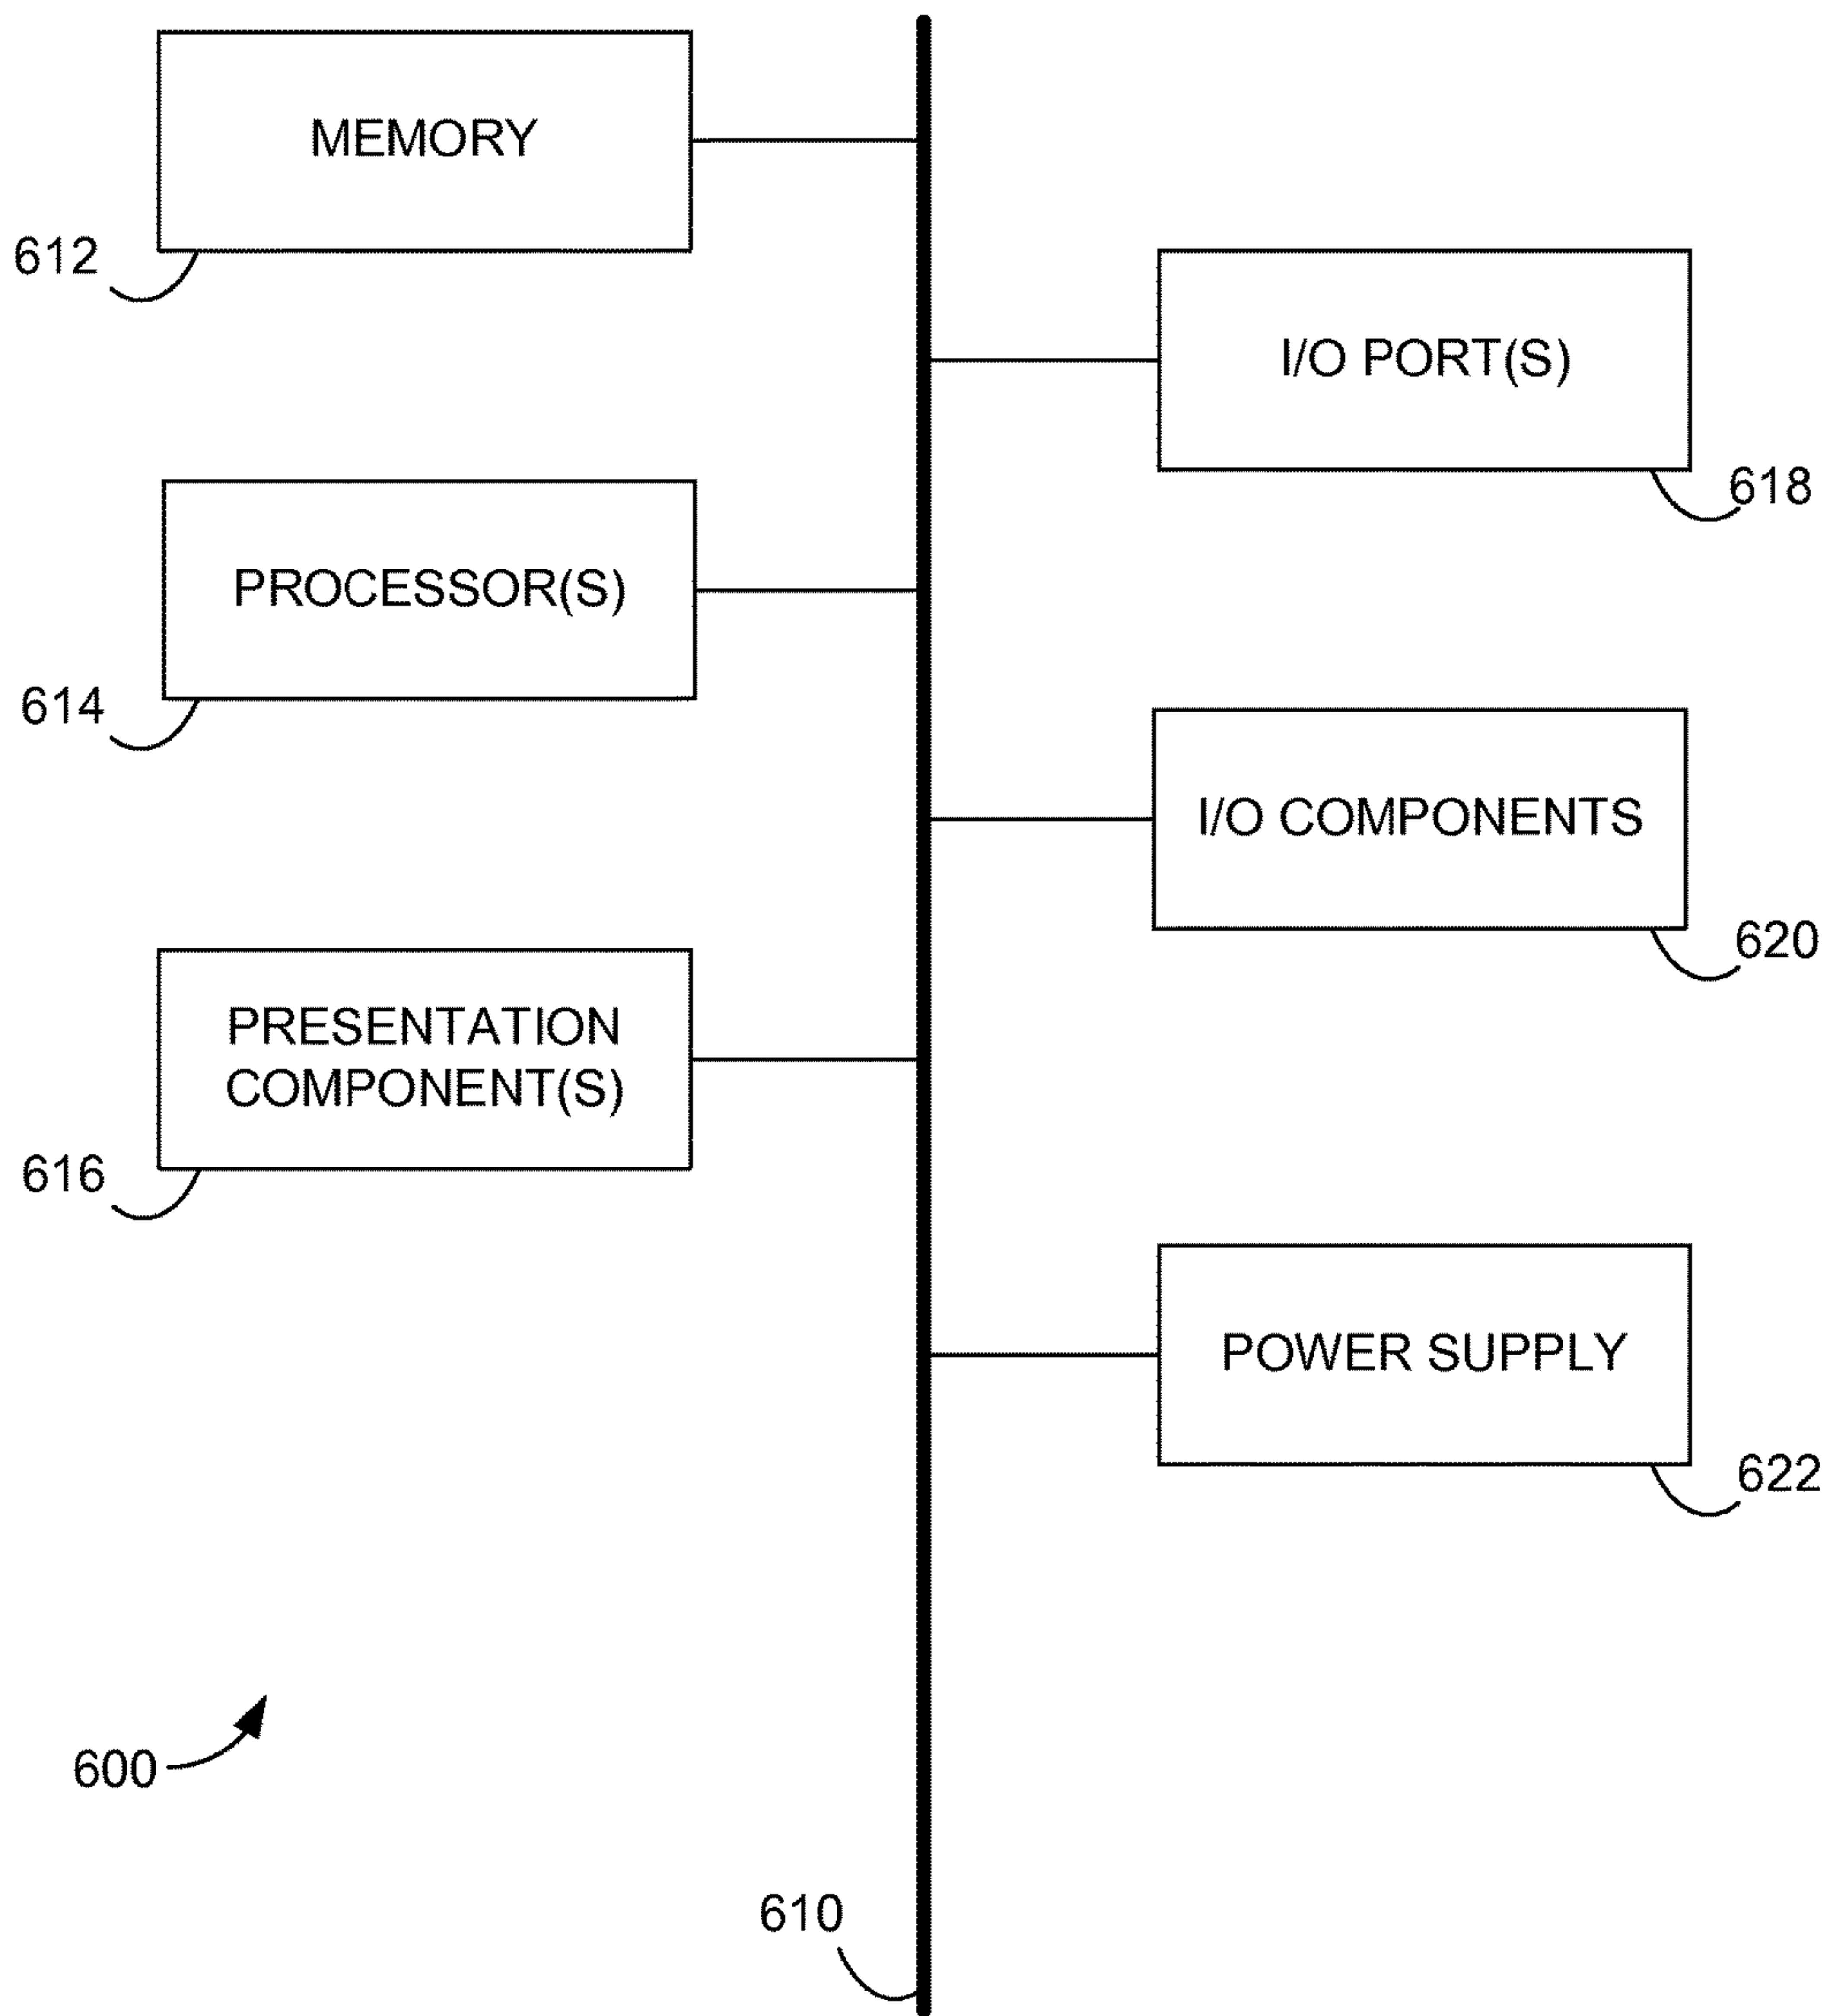 MEMORY
612
I/O PORT(S)
618
PROCESSOR(S)
614
I/O COMPONENTS
620
PRESENTATION
COMPONENT(S)
616
POWER SUPPLY
622
600
610